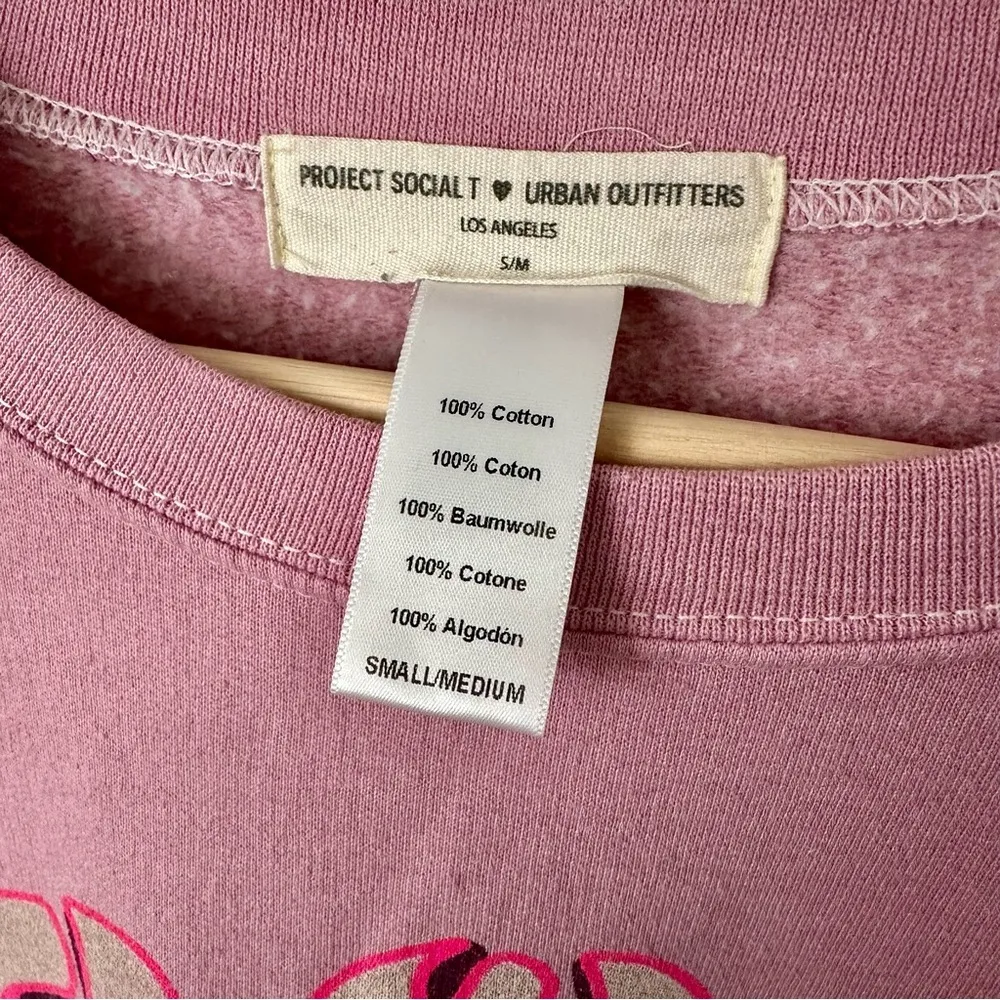 PROJECT SOCIAL T ♥ URBAN OUTFITTERS
LOS ANGELES
S/M
100% Cotton
100% Coton
100% Baumwolle
100% Cotone
100% Algodón
SMALL/MEDIUM